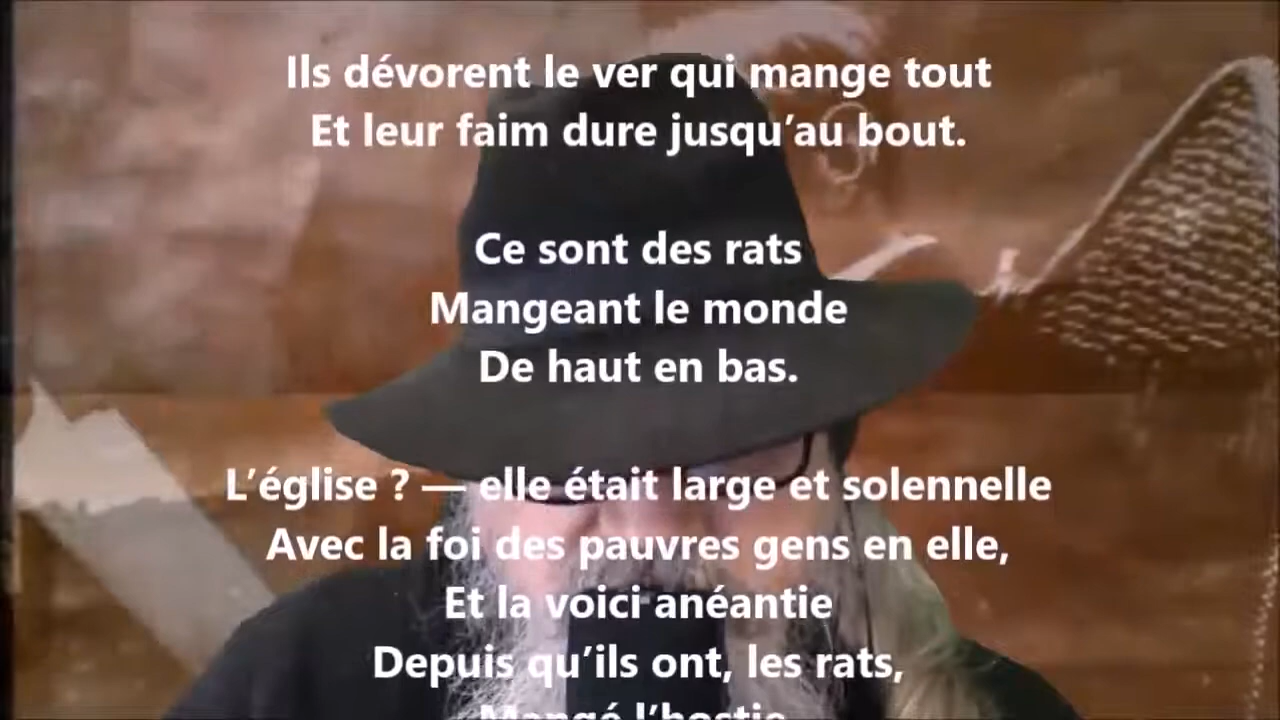 Ils dévorent le ver qui mange tout
Et leur faim dure jusqu’au bout.
Ce sont des rats
Mangeant le monde
De haut en bas.
L’église ? — elle était large et solennelle
Avec la foi des pauvres gens en elle,
Et la voici anéantie
Depuis qu’ils ont, les rats,
Mangé l’hostie.